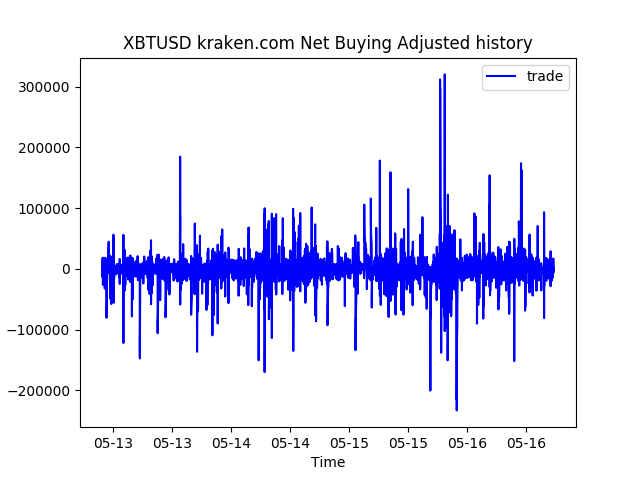 XBTUSD kraken.com Net Buying Adjusted history
trade
300000
200000
100000
0
−100000
−200000
05-13 05-13 05-14 05-14 05-15 05-15 05-16 05-16
Time